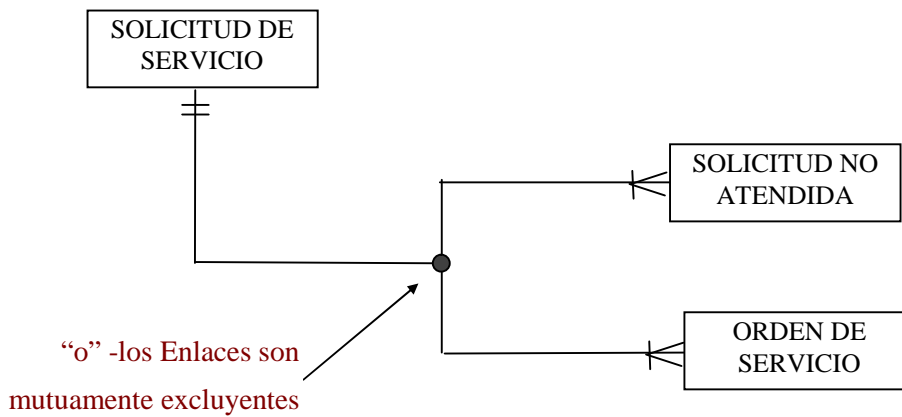 SOLICITUD DE
SERVICIO
SOLICITUD NO
ATENDIDA
ORDEN DE
SERVICIO
“o” -los Enlaces son
mutuamente excluyentes